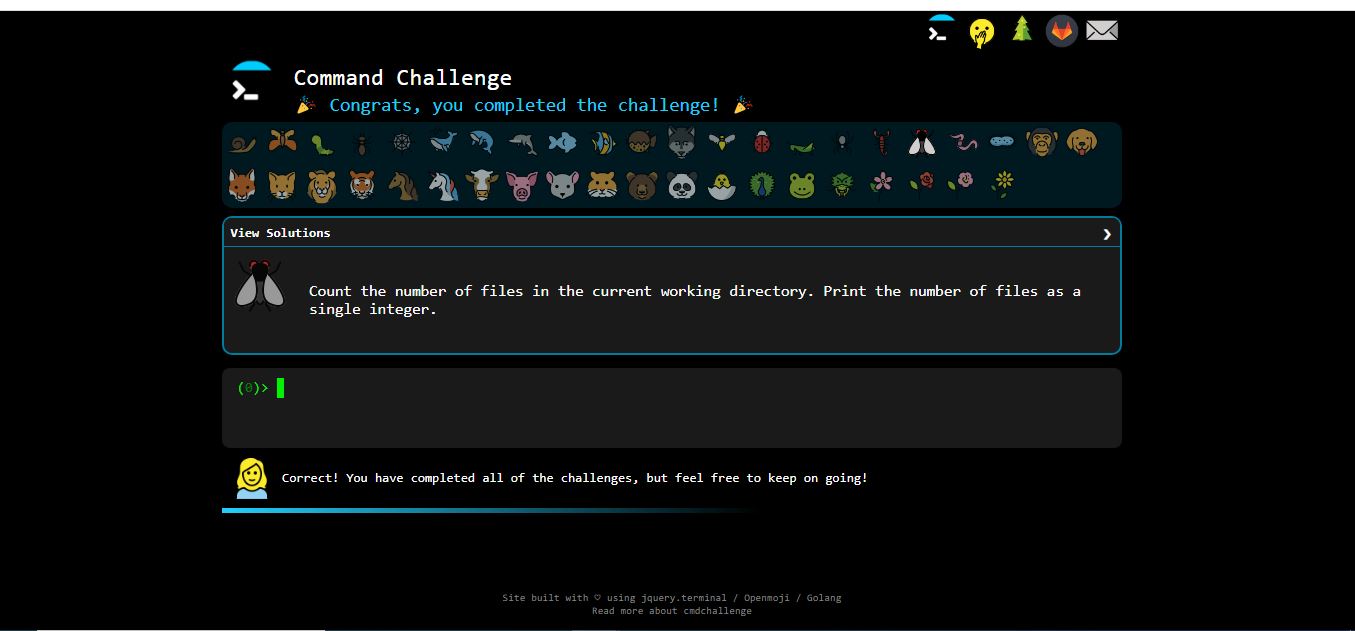 Command Challenge
Congrats, you completed the challenge!
View Solutions
Count the number of files in the current working directory. Print the number of files as a
single integer.
(0)>
Correct! You have completed all of the challenges, but feel free to keep on going!
Site built with ♡ using jquery.terminal / Openmoji / Golang
Read more about cmdchallenge